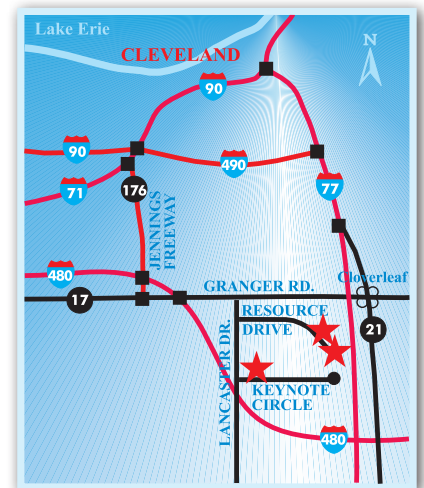 Lake Erie
CLEVELAND
N
90
90
490
71
176
77
JENNINGS
FREEWAY
480
GRANGER RD.
Cloverleaf
17
RESOURCE
DRIVE
21
LANCASTER DR.
KEYNOTE
CIRCLE
480